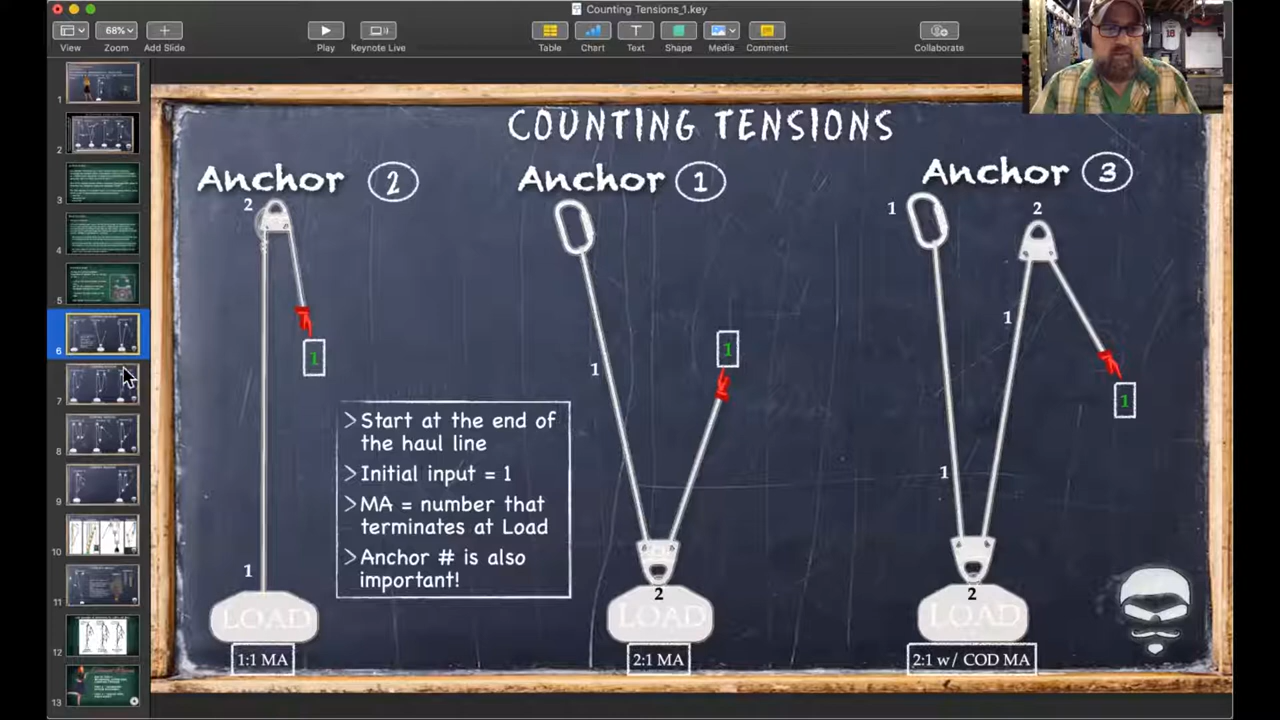 Counting Tensions_1.key
68%
View
Zoom
Add Slide
Play
Keynote Live
Table
Chart
Text
Shape
Media
Comment
Collaborate
1
2
3
4
5
6
7
8
9
10
11
12
13
COUNTING TENSIONS
Anchor 2
Anchor 1
Anchor 3
2
1
2
1
1
1
1
1
1
1
1
> Start at the end of
the haul line
> Initial input = 1
> MA = number that
terminates at Load
> Anchor # is also
important!
2
2
LOAD
LOAD
LOAD
1:1 MA
2:1 MA
2:1 w/ COD MA